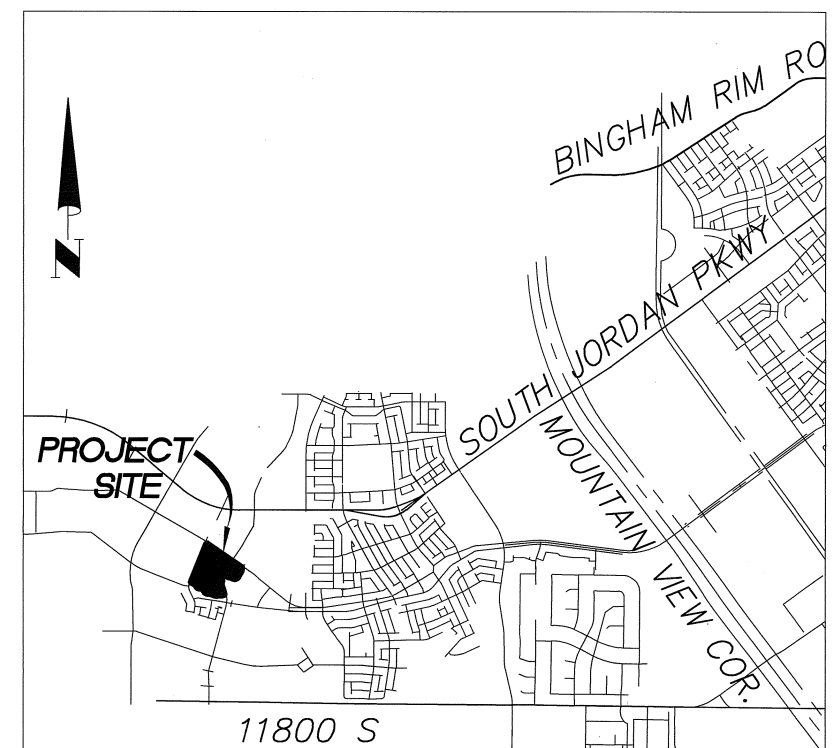 BINGHAM RIM RO
N
SOUTH JORDAN PKWY
PROJECT
SITE
MOUNTAIN VIEW COR.
11800 S